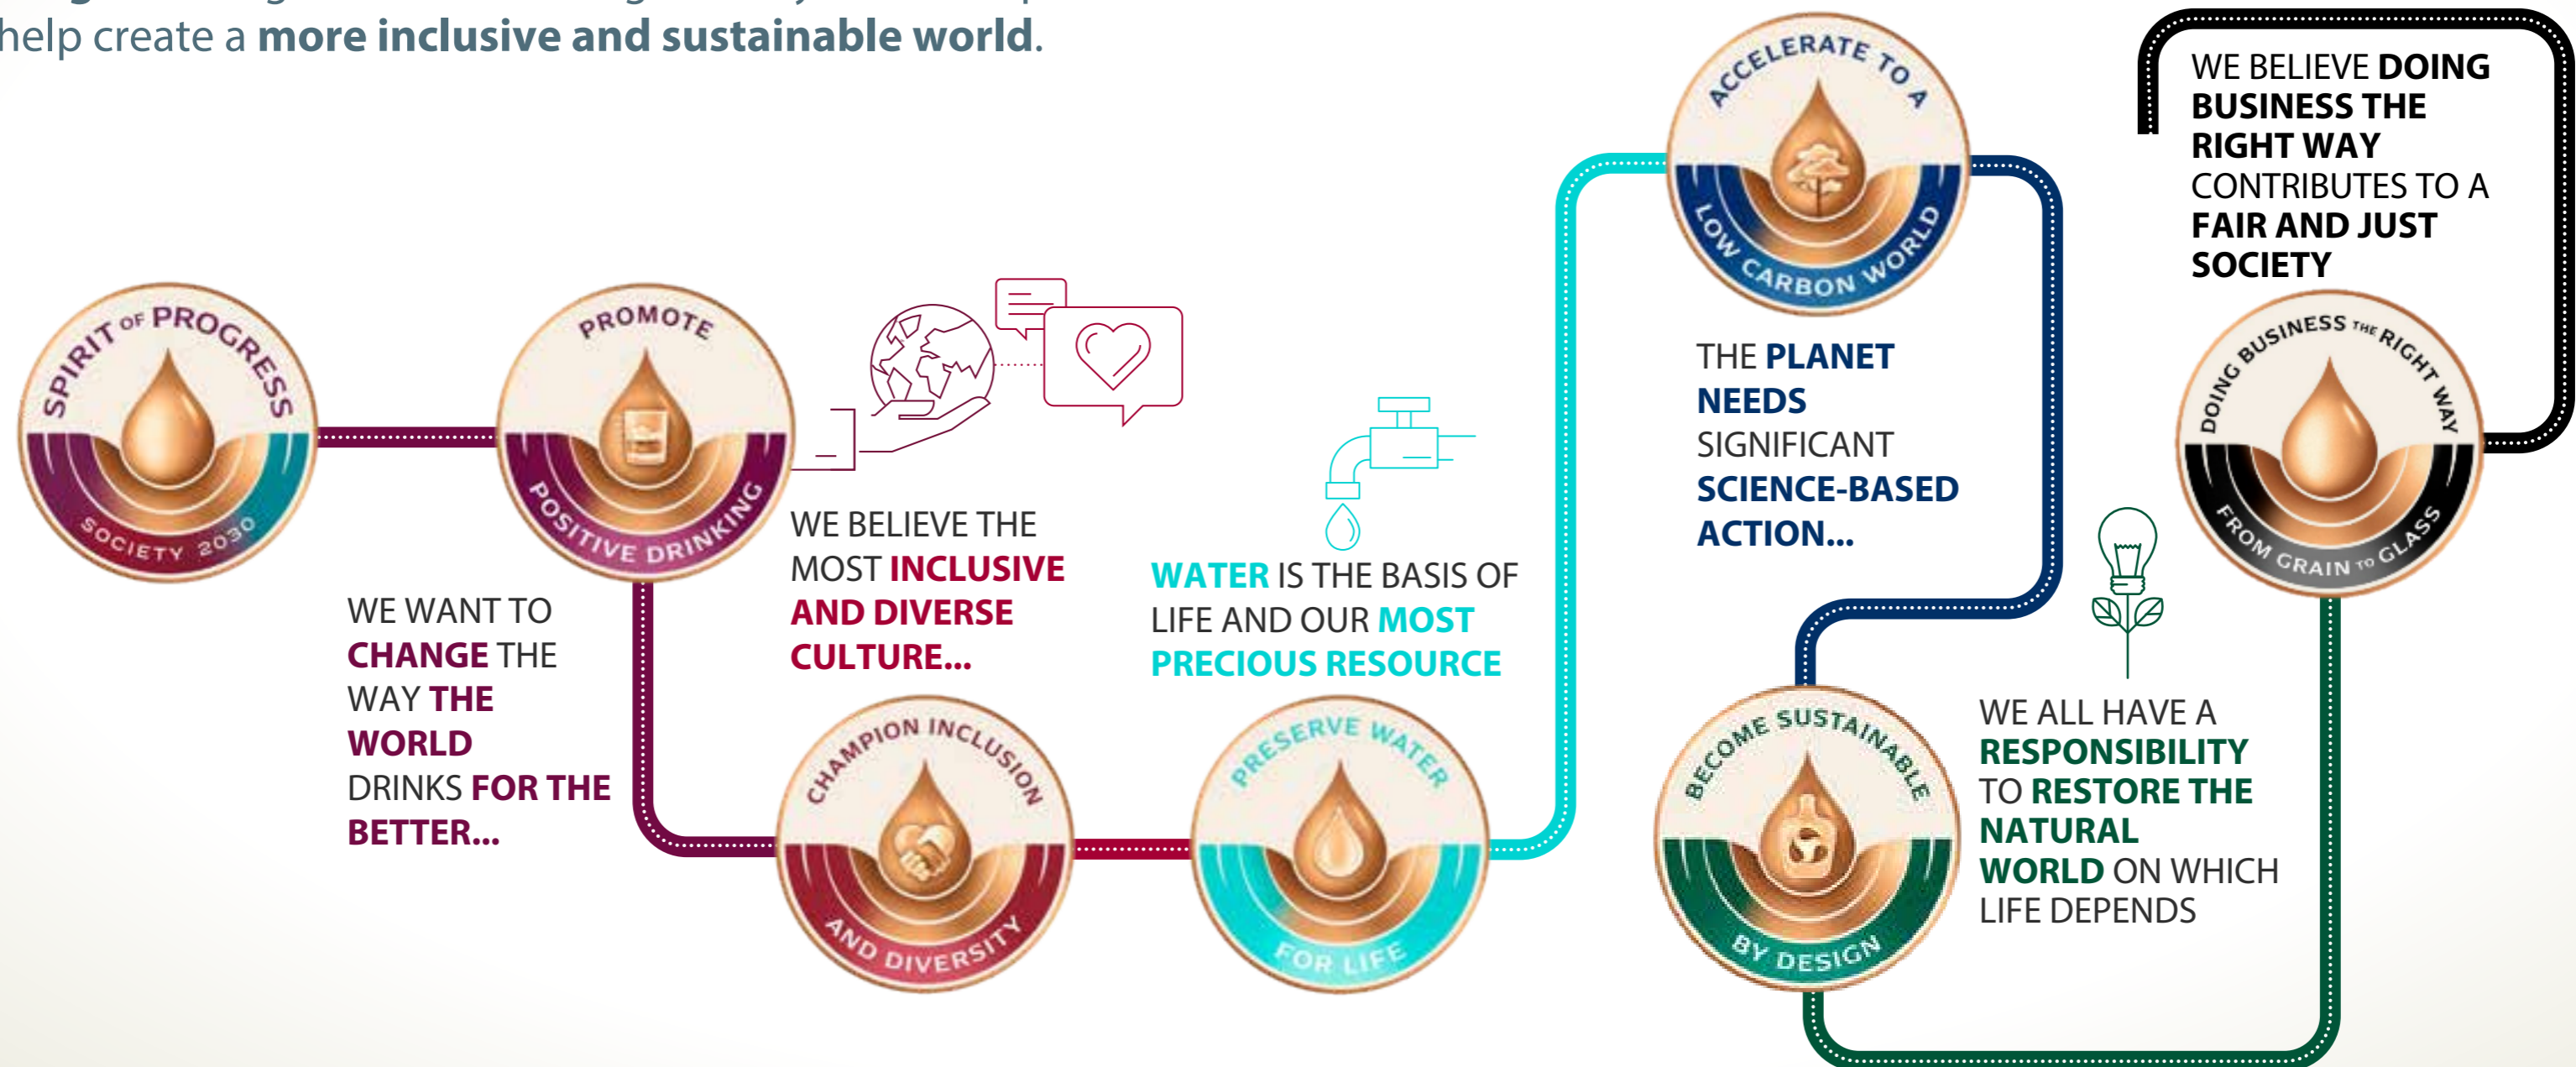 help create a more inclusive and sustainable world.
SPIRIT OF PROGRESS
SOCIETY 2030
WE WANT TO
CHANGE THE
WAY THE
WORLD
DRINKS FOR THE
BETTER...
PROMOTE
POSITIVE DRINKING
WE BELIEVE THE
MOST INCLUSIVE
AND DIVERSE
CULTURE...
CHAMPION INCLUSION
AND DIVERSITY
WATER IS THE BASIS OF
LIFE AND OUR MOST
PRECIOUS RESOURCE
PRESERVE WATER
FOR LIFE
ACCELERATE TO A
LOW CARBON WORLD
THE PLANET
NEEDS
SIGNIFICANT
SCIENCE-BASED
ACTION...
BECOME SUSTAINABLE
BY DESIGN
WE ALL HAVE A
RESPONSIBILITY
TO RESTORE THE
NATURAL
WORLD ON WHICH
LIFE DEPENDS
WE BELIEVE DOING
BUSINESS THE
RIGHT WAY
CONTRIBUTES TO A
FAIR AND JUST
SOCIETY
DOING BUSINESS THE RIGHT WAY
FROM GRAIN TO GLASS